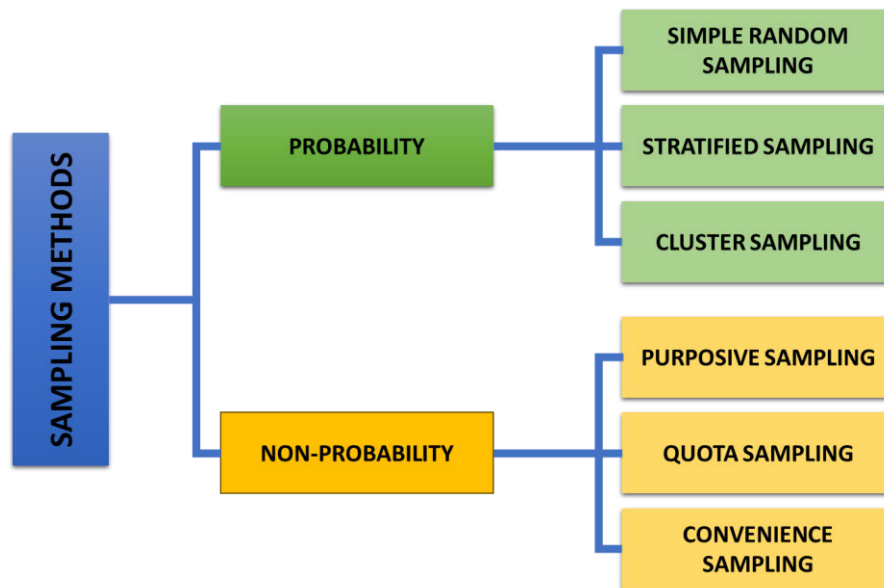 SAMPLING METHODS
PROBABILITY
SIMPLE RANDOM
SAMPLING
STRATIFIED SAMPLING
CLUSTER SAMPLING
NON-PROBABILITY
PURPOSIVE SAMPLING
QUOTA SAMPLING
CONVENIENCE
SAMPLING